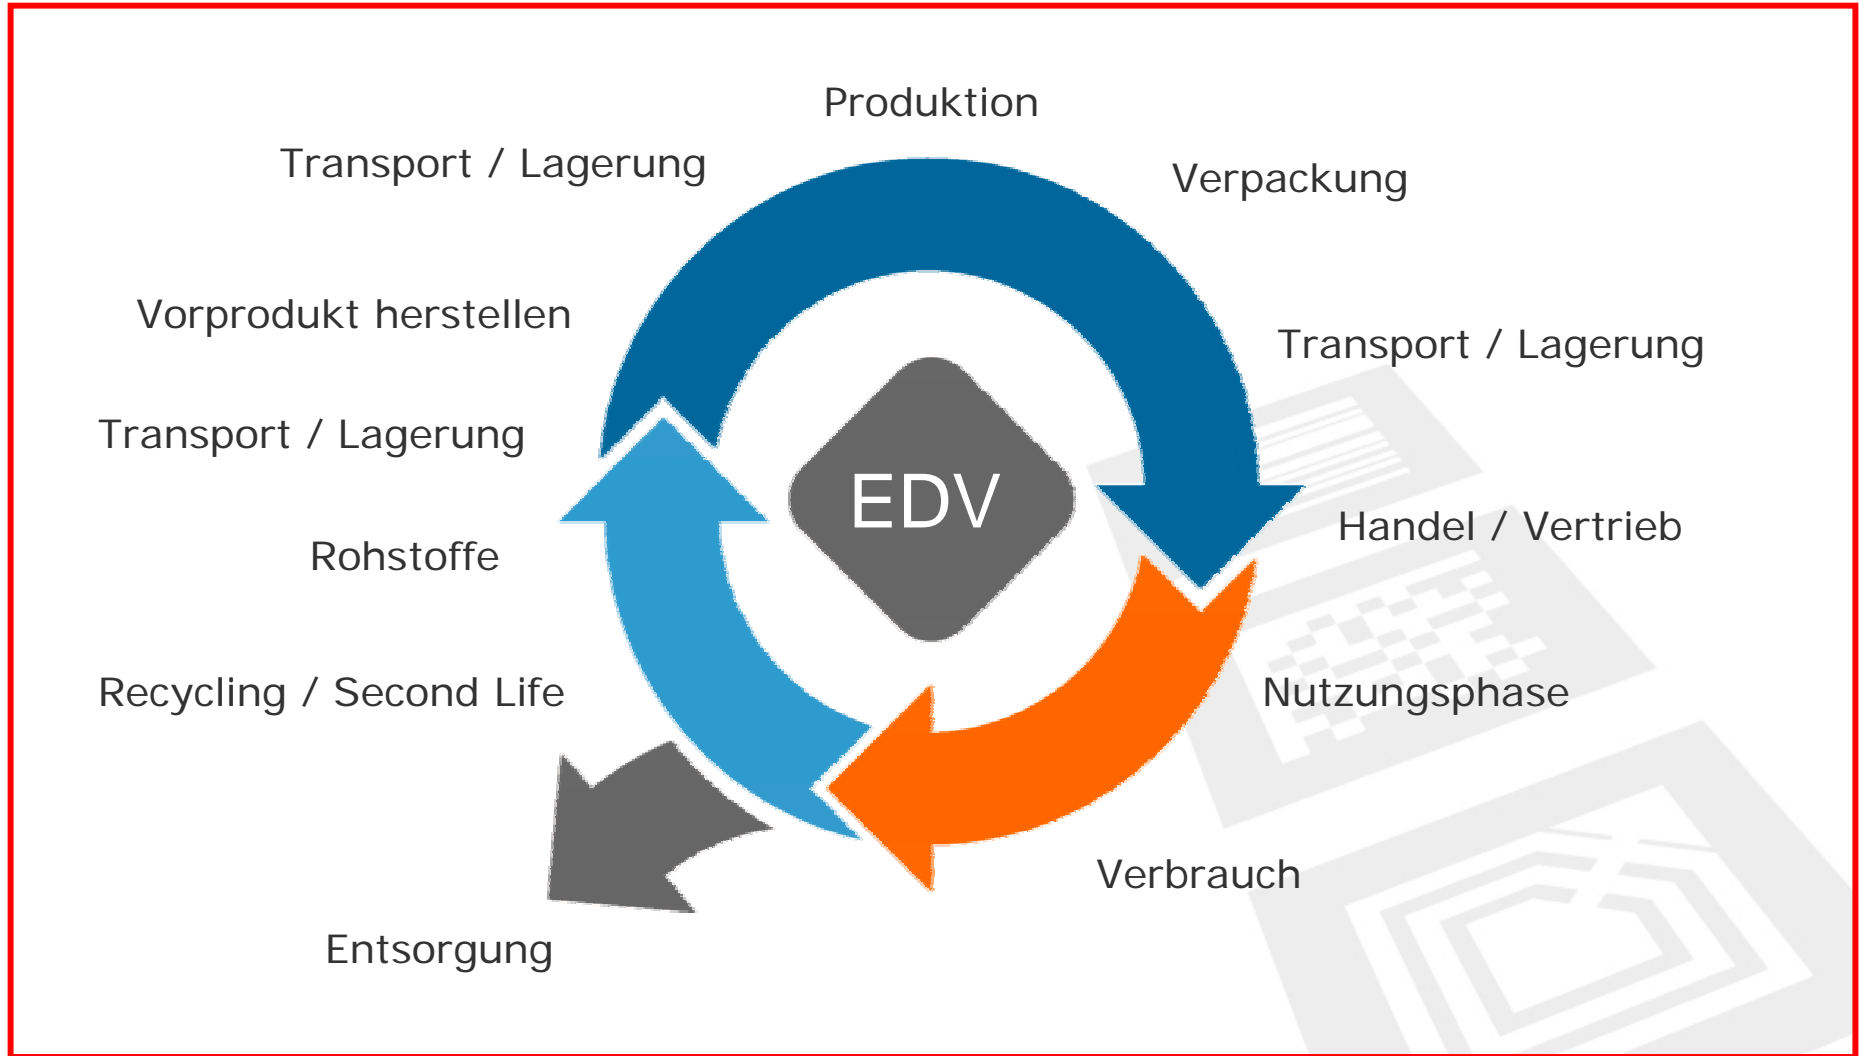 Produktion
Transport / Lagerung
Verpackung
Vorprodukt herstellen
Transport / Lagerung
Transport / Lagerung
EDV
Handel / Vertrieb
Rohstoffe
Recycling / Second Life
Nutzungsphase
Verbrauch
Entsorgung